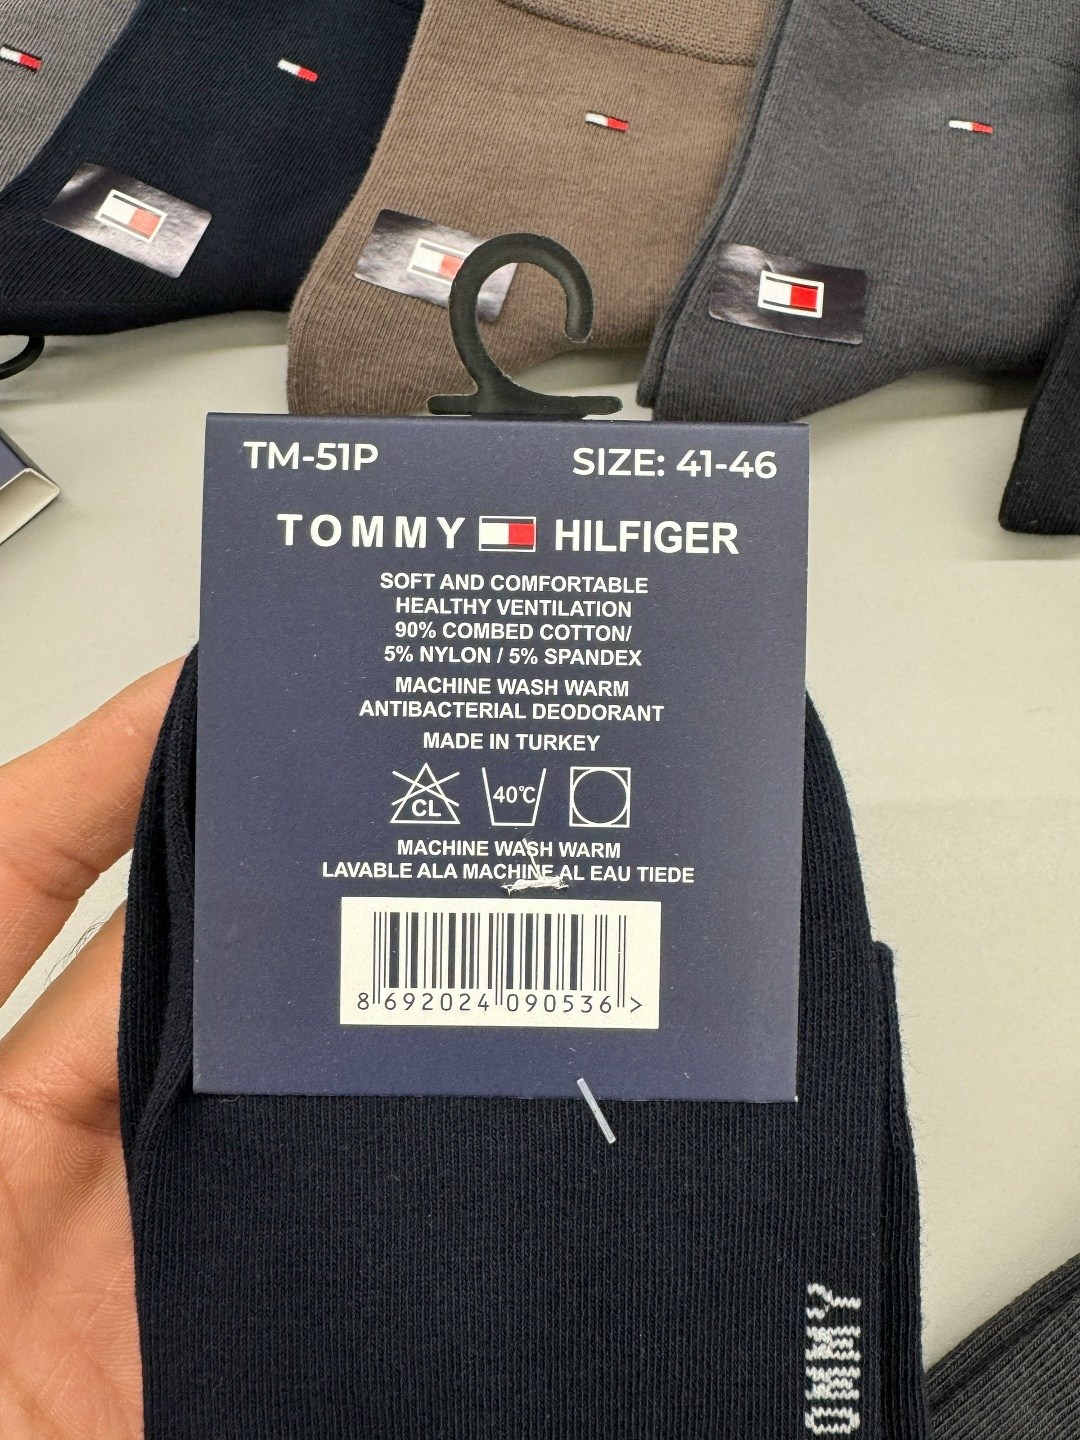 TM-51P SIZE: 41-46
TOMMY HILFIGER
SOFT AND COMFORTABLE
HEALTHY VENTILATION
90% COMBED COTTON/
5% NYLON / 5% SPANDEX
MACHINE WASH WARM
ANTIBACTERIAL DEODORANT
MADE IN TURKEY
CL 40°C
MACHINE WASH WARM
LAVABLE ALA MACHINE AL EAU TIEDE
8 692024 090536 >
OMMY